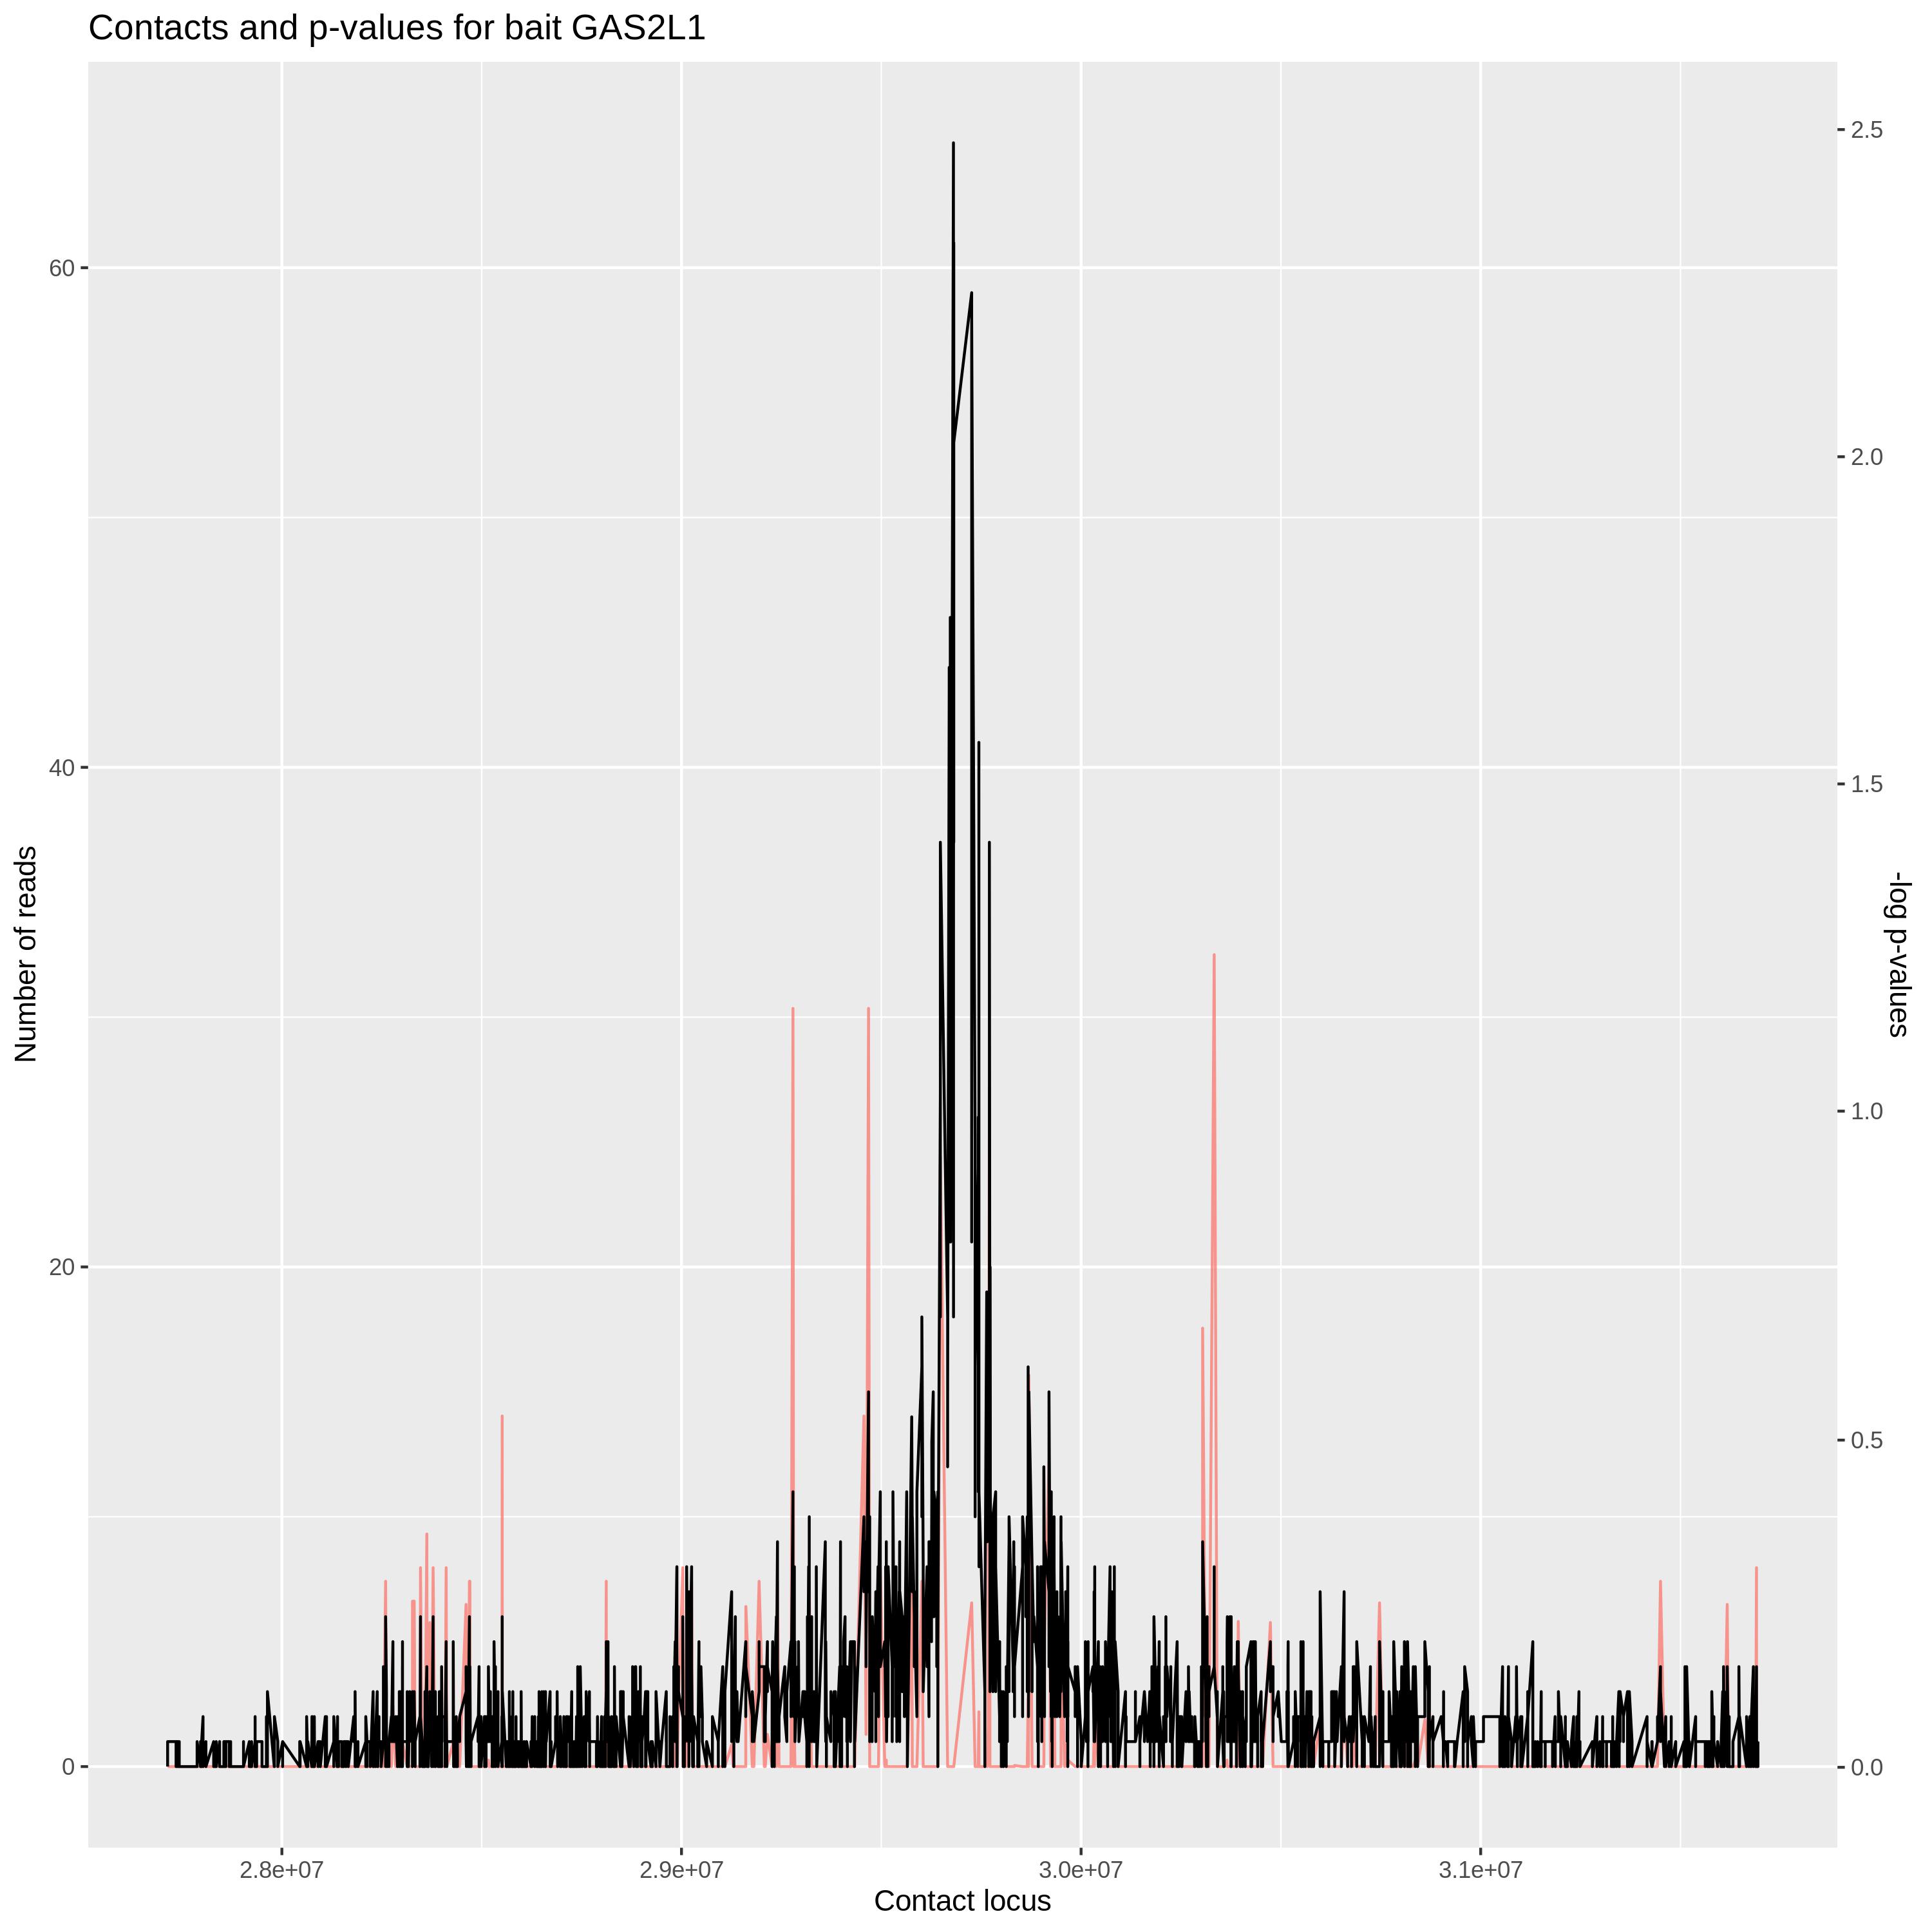 Contacts and p-values for bait GAS2L1
60
40
20
0
Number of reads
2.5
2.0
1.5
1.0
0.5
0.0
-log p-values
2.8e+07
2.9e+07
3.0e+07
3.1e+07
Contact locus